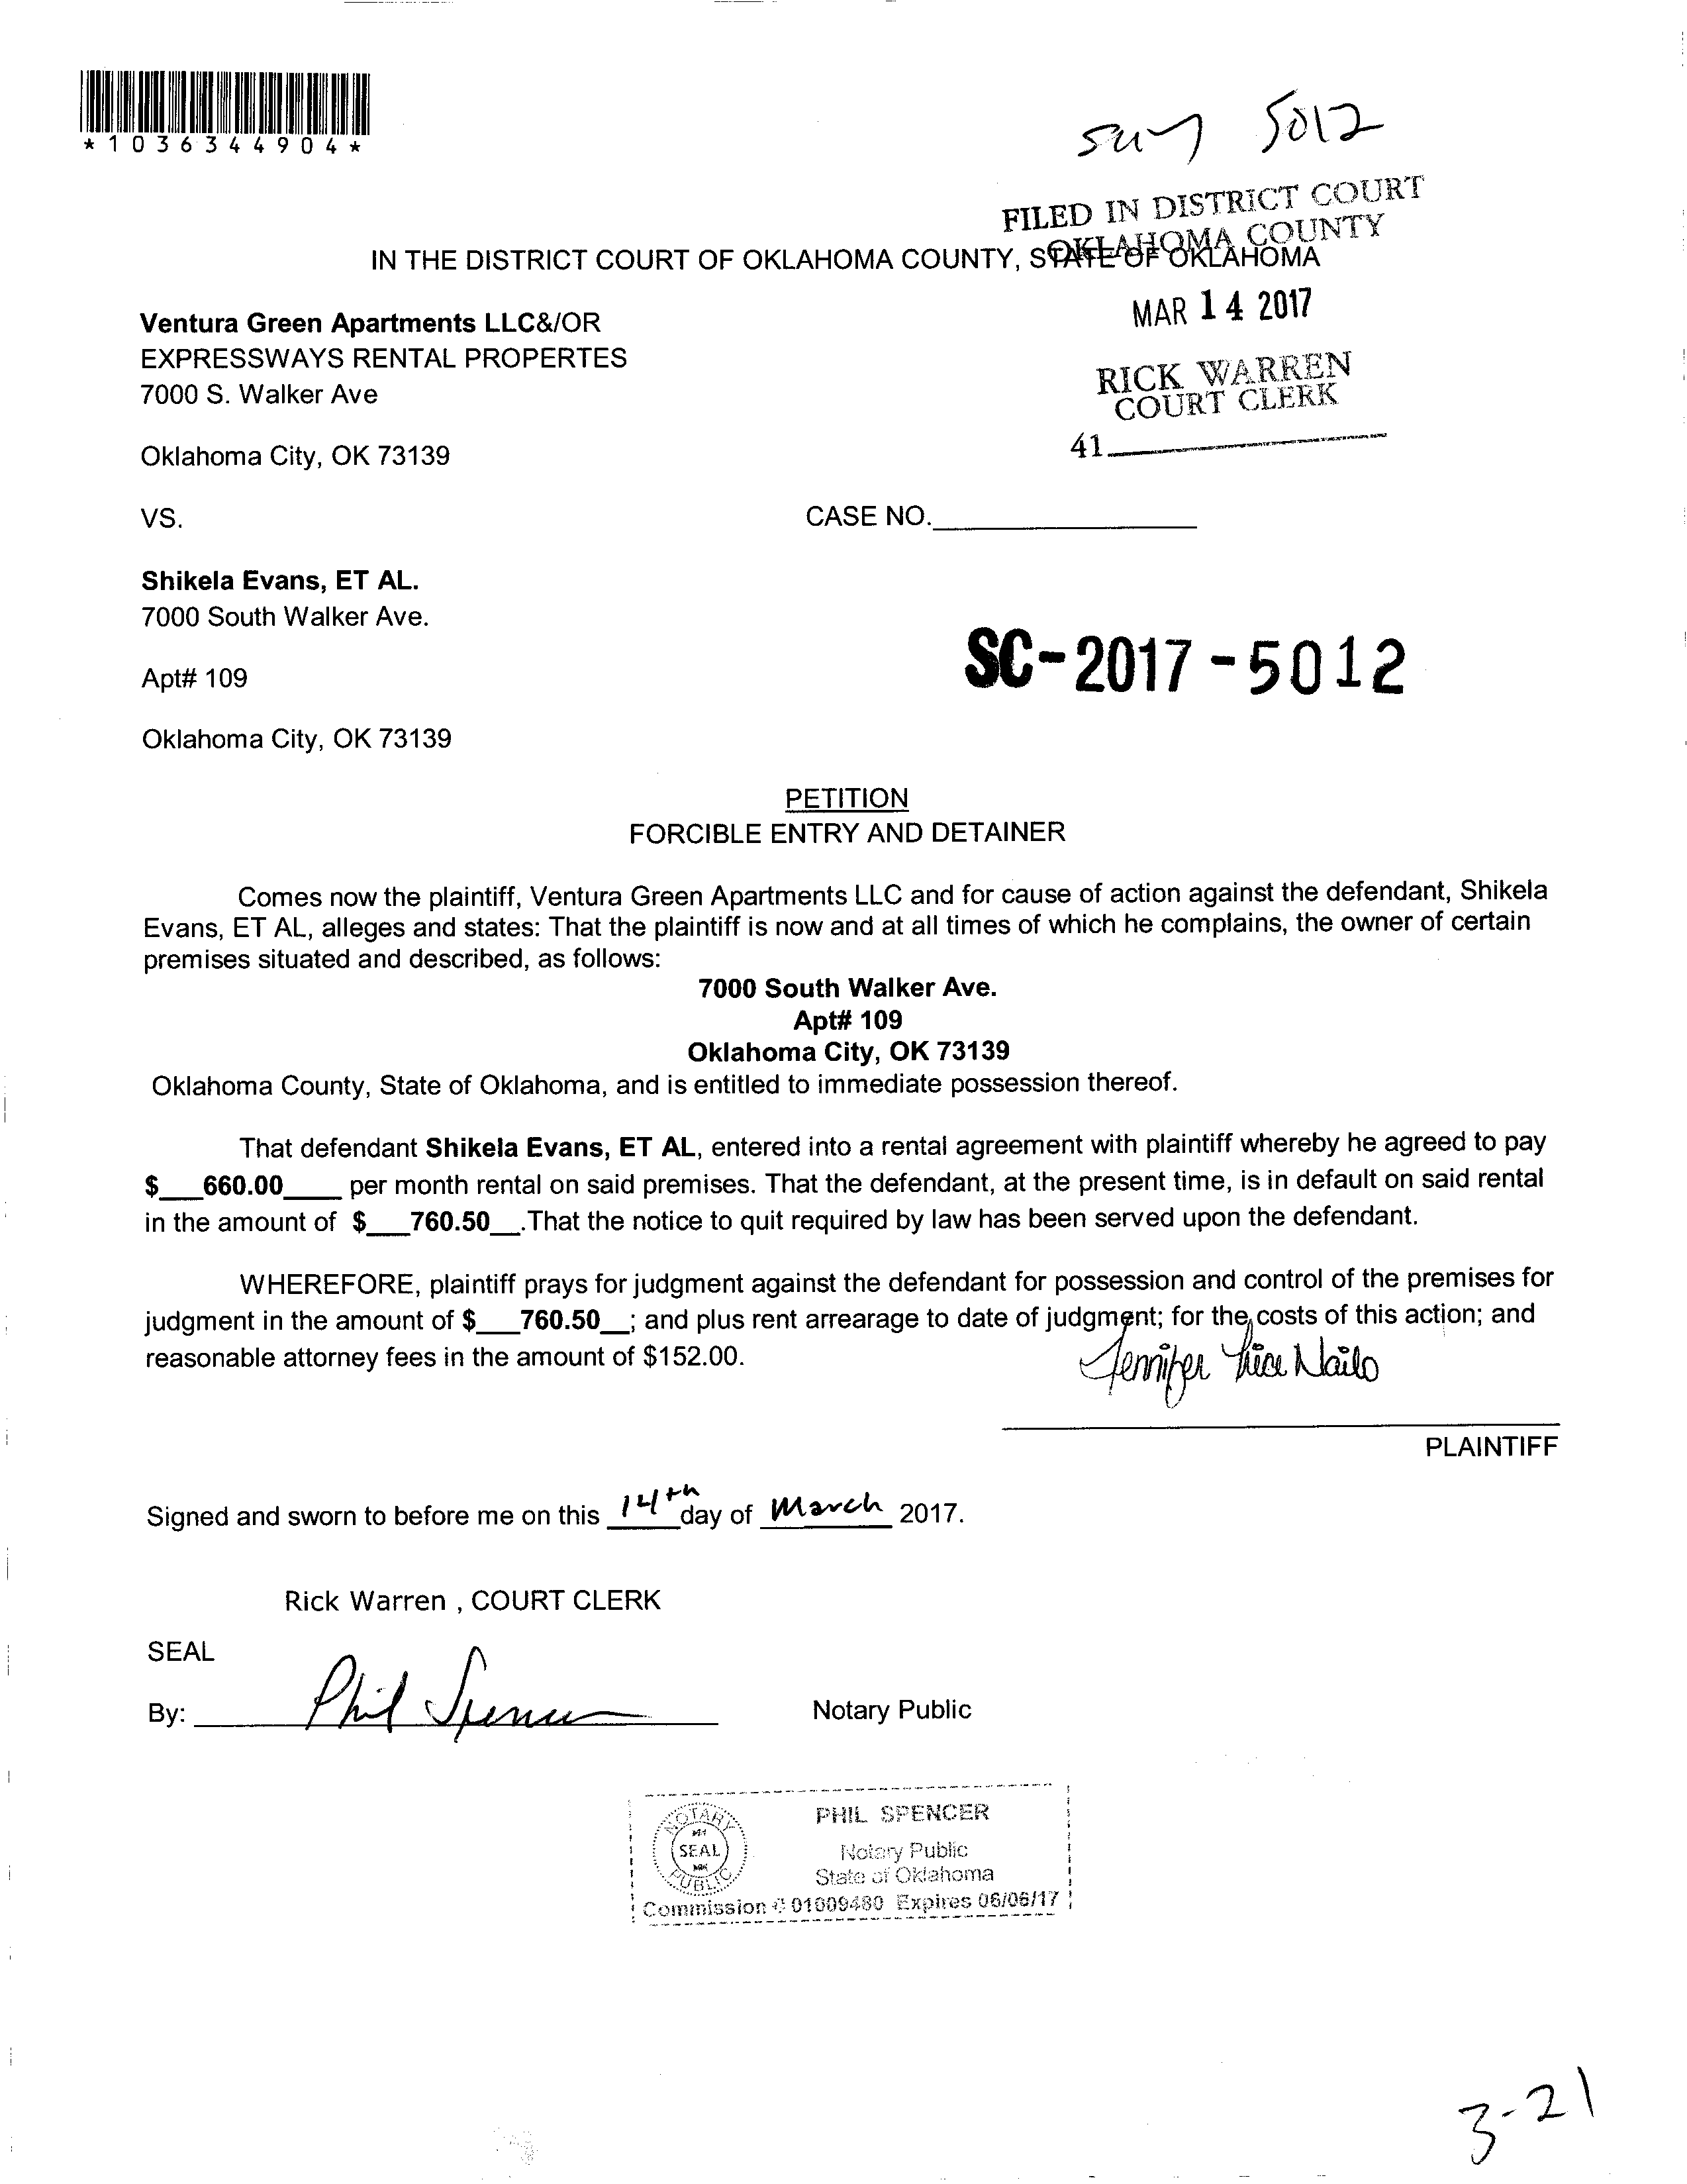 *1036344904*
5012
FILED IN DISTRICT COURT
OKLAHOMA COUNTY
IN THE DISTRICT COURT OF OKLAHOMA COUNTY, STATE OF OKLAHOMA
MAR 14 2017
Ventura Green Apartments LLC&/OR
EXPRESSWAYS RENTAL PROPERTES
7000 S. Walker Ave
RICK WARREN
COURT CLERK
Oklahoma City, OK 73139
41
VS.
CASE NO.
Shikela Evans, ET AL.
7000 South Walker Ave.
SC-2017-5012
Apt# 109
Oklahoma City, OK 73139
PETITION
FORCIBLE ENTRY AND DETAINER
Comes now the plaintiff, Ventura Green Apartments LLC and for cause of action against the defendant, Shikela
Evans, ET AL, alleges and states: That the plaintiff is now and at all times of which he complains, the owner of certain
premises situated and described, as follows:
7000 South Walker Ave.
Apt# 109
Oklahoma City, OK 73139
Oklahoma County, State of Oklahoma, and is entitled to immediate possession thereof.
That defendant Shikela Evans, ET AL, entered into a rental agreement with plaintiff whereby he agreed to pay
$___660.00____ per month rental on said premises. That the defendant, at the present time, is in default on said rental
in the amount of $___760.50__.That the notice to quit required by law has been served upon the defendant.
WHEREFORE, plaintiff prays for judgment against the defendant for possession and control of the premises for
judgment in the amount of $___760.50__; and plus rent arrearage to date of judgment; for the costs of this action; and
reasonable attorney fees in the amount of $152.00.
Jennifer
PLAINTIFF
Signed and sworn to before me on this 14th day of March 2017.
Rick Warren , COURT CLERK
SEAL
By: Phil Spencer Notary Public
NOTARY PUBLIC
SEAL
PHIL SPENCER
Notary Public
State of Oklahoma
Commission # 01009480 Expires 06/06/17
3-21